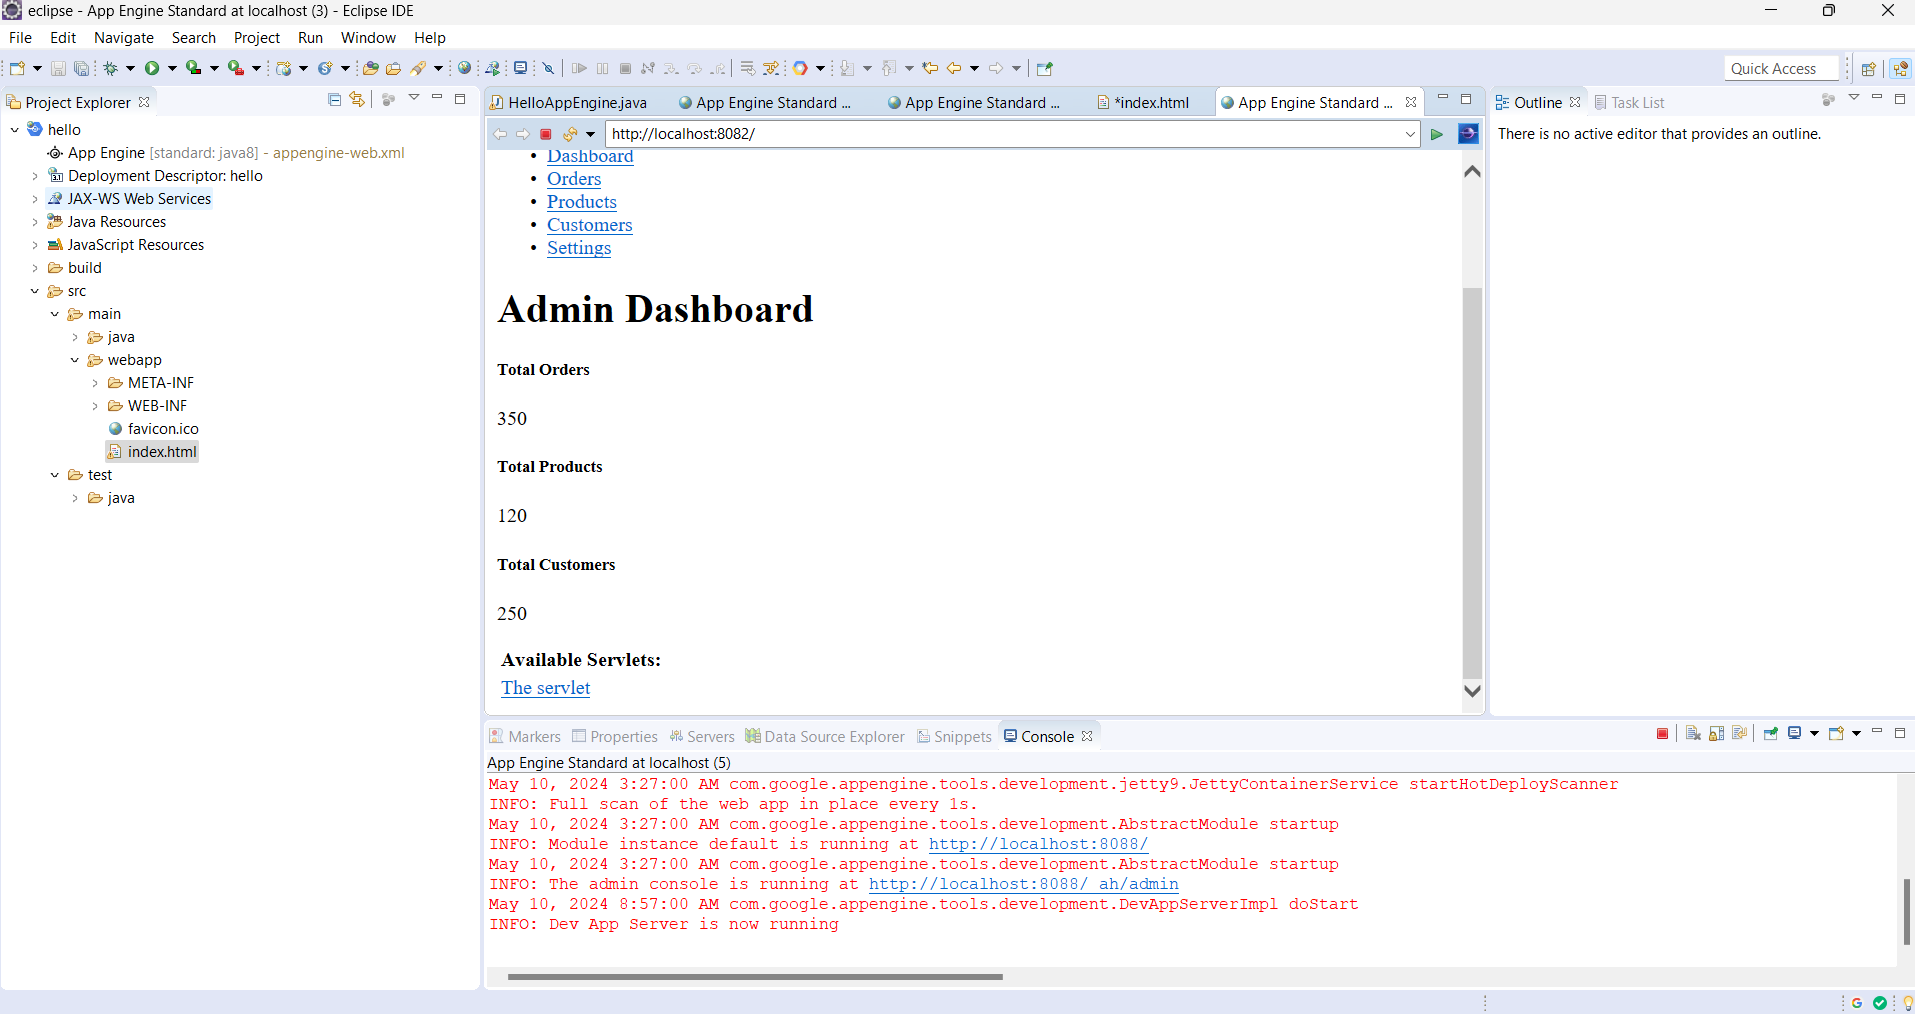 eclipse - App Engine Standard at localhost (3) - Eclipse IDE
File Edit Navigate Search Project Run Window Help
Quick Access
Project Explorer
hello
App Engine [standard: java8] - appengine-web.xml
Deployment Descriptor: hello
JAX-WS Web Services
Java Resources
JavaScript Resources
build
src
main
java
webapp
META-INF
WEB-INF
favicon.ico
index.html
test
java
HelloAppEngine.java App Engine Standard ... App Engine Standard ... *index.html App Engine Standard ...
http://localhost:8082/
• Dashboard
• Orders
• Products
• Customers
• Settings
Admin Dashboard
Total Orders
350
Total Products
120
Total Customers
250
Available Servlets:
The servlet
Outline Task List
There is no active editor that provides an outline.
Markers Properties Servers Data Source Explorer Snippets Console
App Engine Standard at localhost (5)
May 10, 2024 3:27:00 AM com.google.appengine.tools.development.jetty9.JettyContainerService startHotDeployScanner
INFO: Full scan of the web app in place every 1s.
May 10, 2024 3:27:00 AM com.google.appengine.tools.development.AbstractModule startup
INFO: Module instance default is running at http://localhost:8088/
May 10, 2024 3:27:00 AM com.google.appengine.tools.development.AbstractModule startup
INFO: The admin console is running at http://localhost:8088/_ah/admin
May 10, 2024 8:57:00 AM com.google.appengine.tools.development.DevAppServerImpl doStart
INFO: Dev App Server is now running